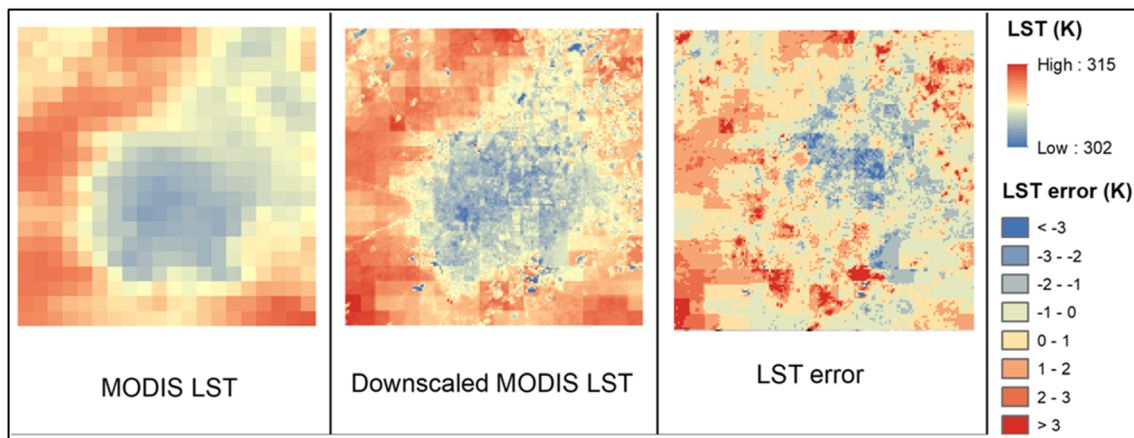 MODIS LST
Downscaled MODIS LST
LST error
LST (K)
High : 315
Low : 302
LST error (K)
< -3
-3 - -2
-2 - -1
-1 - 0
0 - 1
1 - 2
2 - 3
> 3